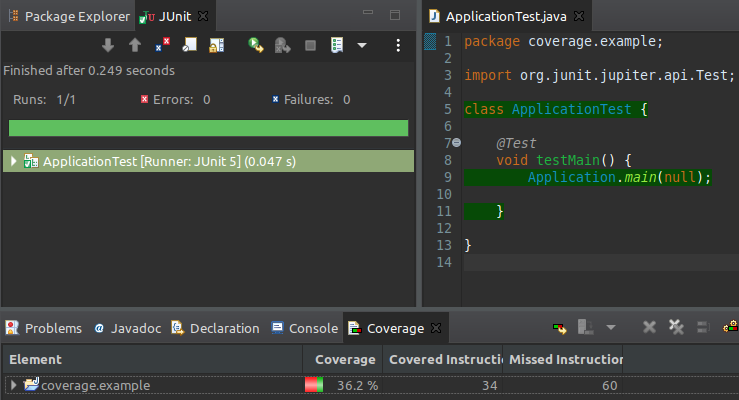 Package Explorer JUnit
Finished after 0.249 seconds
Runs: 1/1 Errors: 0 Failures: 0
ApplicationTest [Runner: JUnit 5] (0.047 s)
ApplicationTest.java
1 package coverage.example;
2
3 import org.junit.jupiter.api.Test;
4
5 class ApplicationTest {
6
7 @Test
8 void testMain() {
9 Application.main(null);
10
11 }
12
13 }
14
Problems @ Javadoc Declaration Console Coverage
Element Coverage Covered Instructio Missed Instruction
coverage.example 36.2 % 34 60